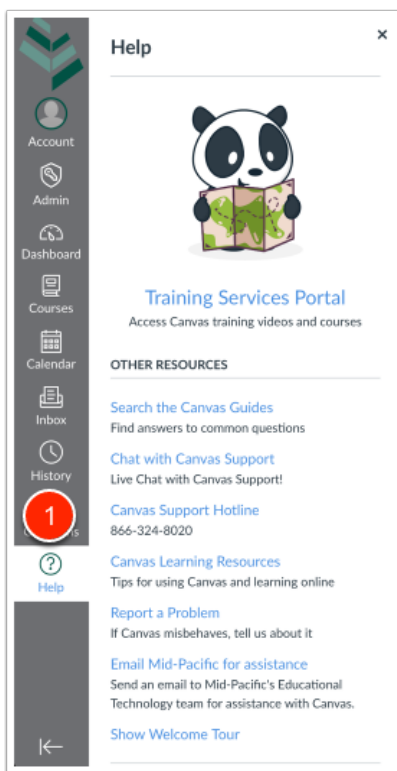 Help
×
Account
Admin
Dashboard
Courses
Calendar
Inbox
History
1
Help
Training Services Portal
Access Canvas training videos and courses
OTHER RESOURCES
Search the Canvas Guides
Find answers to common questions
Chat with Canvas Support
Live Chat with Canvas Support!
Canvas Support Hotline
866-324-8020
Canvas Learning Resources
Tips for using Canvas and learning online
Report a Problem
If Canvas misbehaves, tell us about it
Email Mid-Pacific for assistance
Send an email to Mid-Pacific's Educational
Technology team for assistance with Canvas.
Show Welcome Tour